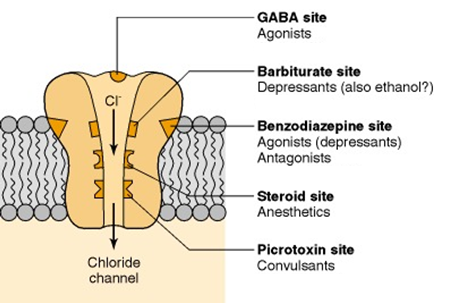 GABA site
Agonists
Barbiturate site
Depressants (also ethanol?)
Cl⁻
Benzodiazepine site
Agonists (depressants)
Antagonists
Steroid site
Anesthetics
Picrotoxin site
Convulsants
Chloride
channel